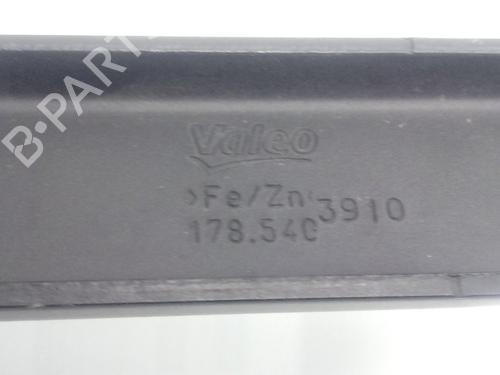 B-PARTS
Valeo
>Fe/Zn<
3910
178.540